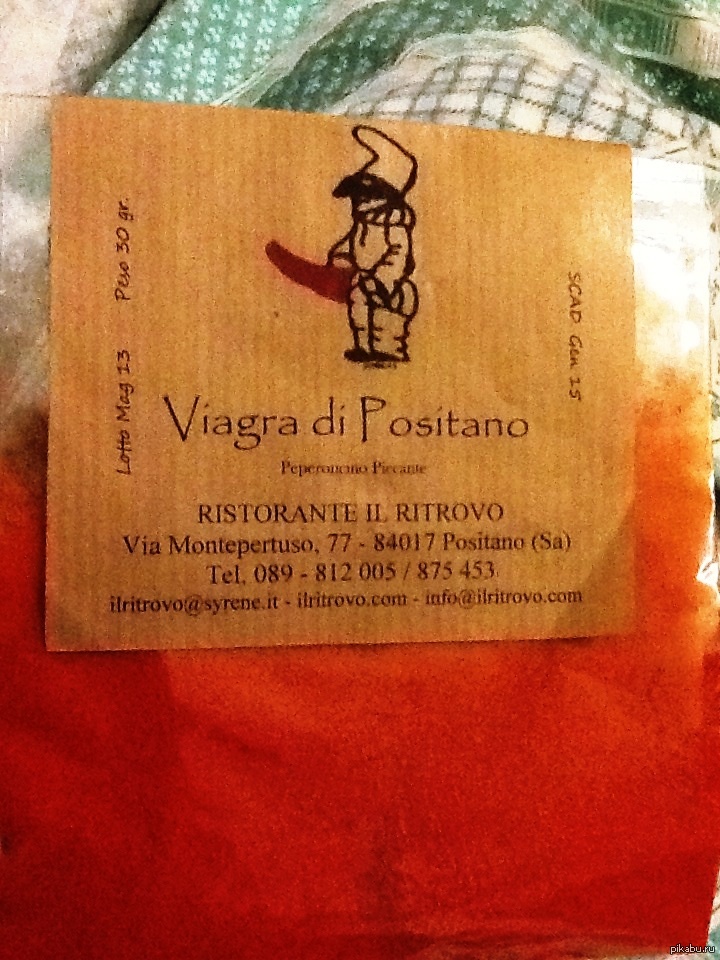 Lotto Mag 13 Peso 30 gr.
SCAD Gen 15
Viagra di Positano
Peperoncino Piccante
RISTORANTE IL RITROVO
Via Montepertuso, 77 - 84017 Positano (Sa)
Tel. 089 - 812 005 / 875 453
ilritrovo@syrene.it - ilritrovo.com - info@ilritrovo.com
pikabu.ru